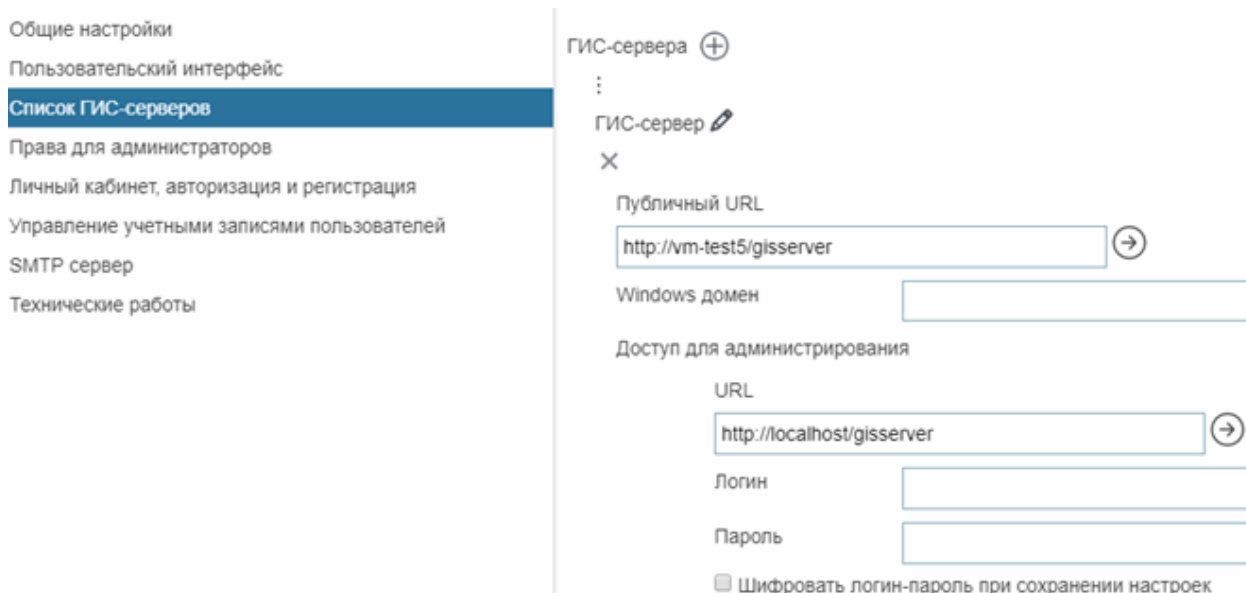 Общие настройки
Пользовательский интерфейс
Список ГИС-серверов
Права для администраторов
Личный кабинет, авторизация и регистрация
Управление учетными записями пользователей
SMTP сервер
Технические работы
ГИС-сервера
ГИС-сервер
Публичный URL
http://vm-test5/gisserver
Windows домен
Доступ для администрирования
URL
http://localhost/gisserver
Логин
Пароль
Шифровать логин-пароль при сохранении настроек